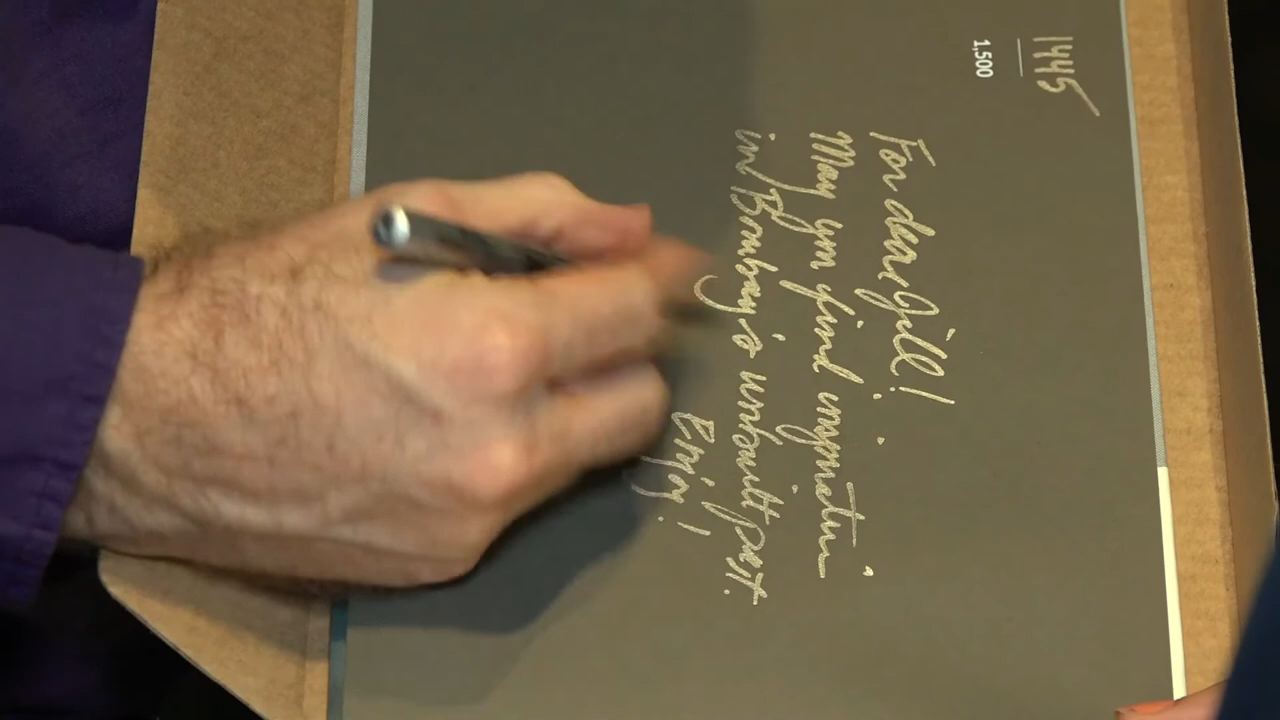 1445
1,500
For dear Jill!
May you find inspiration
in Bombay's unbuilt past.
Enjoy!